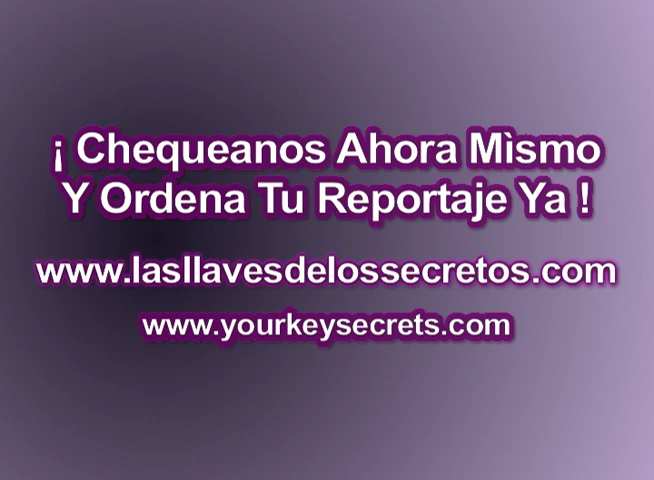 ¡ Chequeanos Ahora Mìsmo
Y Ordena Tu Reportaje Ya !
www.lasllavesdelossecretos.com
www.yourkeysecrets.com